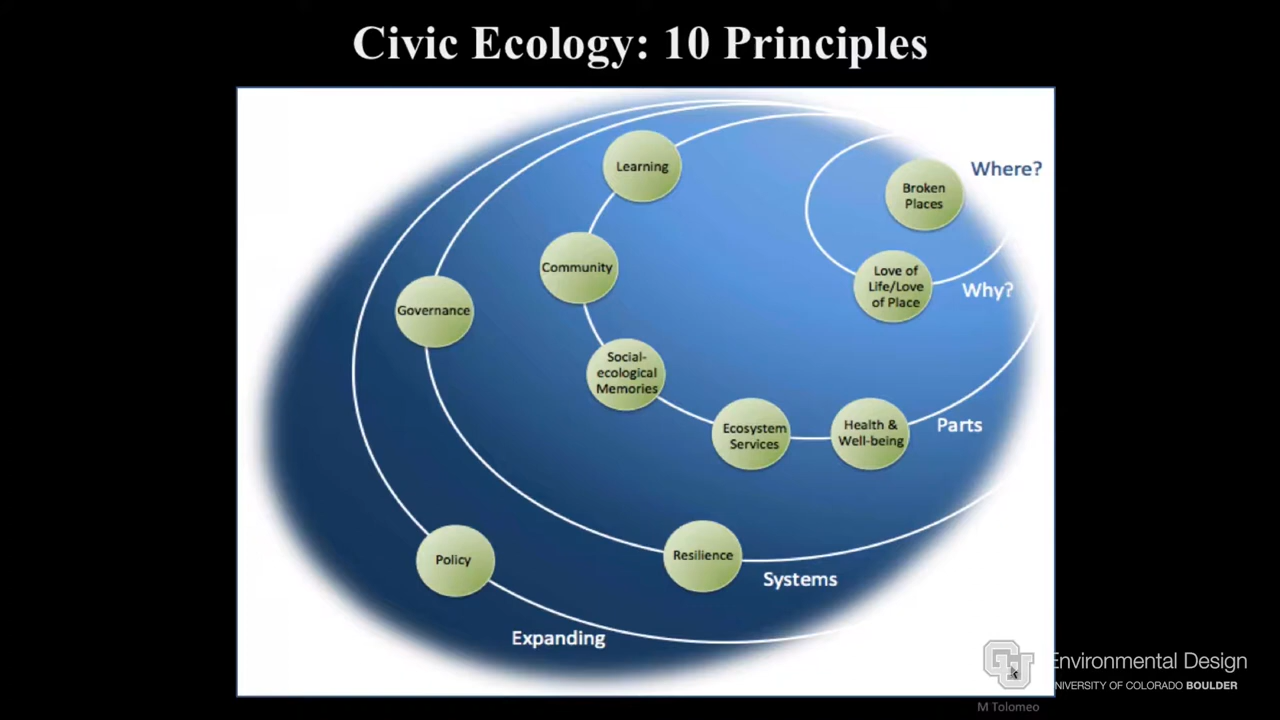 Civic Ecology: 10 Principles
Learning
Where?
Broken
Places
Community
Love of
Life/Love
of Place
Why?
Governance
Social-
ecological
Memories
Ecosystem
Services
Health &
Well-being
Parts
Policy
Resilience
Systems
Expanding
CU
Environmental Design
UNIVERSITY OF COLORADO BOULDER
M Tolomeo